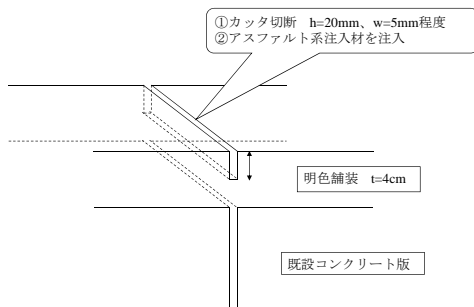 ①カッタ切断　h=20mm、w=5mm程度
②アスファルト系注入材を注入
明色舗装　t=4cm
既設コンクリート版